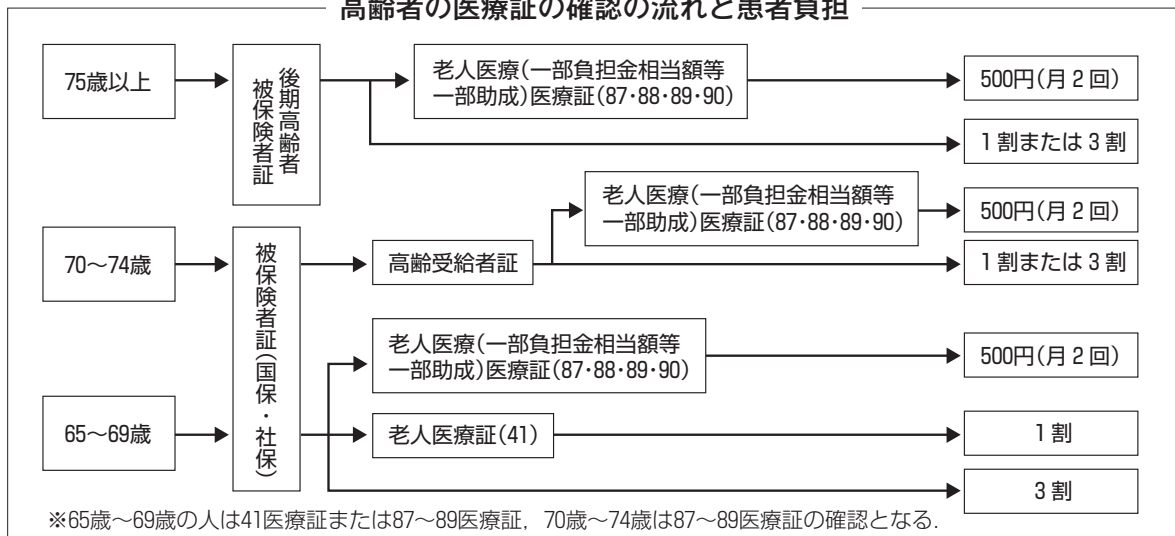 高齢者の医療証の確認の流れと患者負担
75歳以上
後期高齢者
被保険者証
老人医療(一部負担金相当額等
一部助成)医療証(87・88・89・90)
500円(月2回)
1割または3割
70〜74歳
被保険者証(国保・社保)
高齢受給者証
老人医療(一部負担金相当額等
一部助成)医療証(87・88・89・90)
500円(月2回)
1割または3割
65〜69歳
老人医療(一部負担金相当額等
一部助成)医療証(87・88・89・90)
500円(月2回)
老人医療証(41)
1割
3割
※65歳〜69歳の人は41医療証または87〜89医療証，70歳〜74歳は87〜89医療証の確認となる．